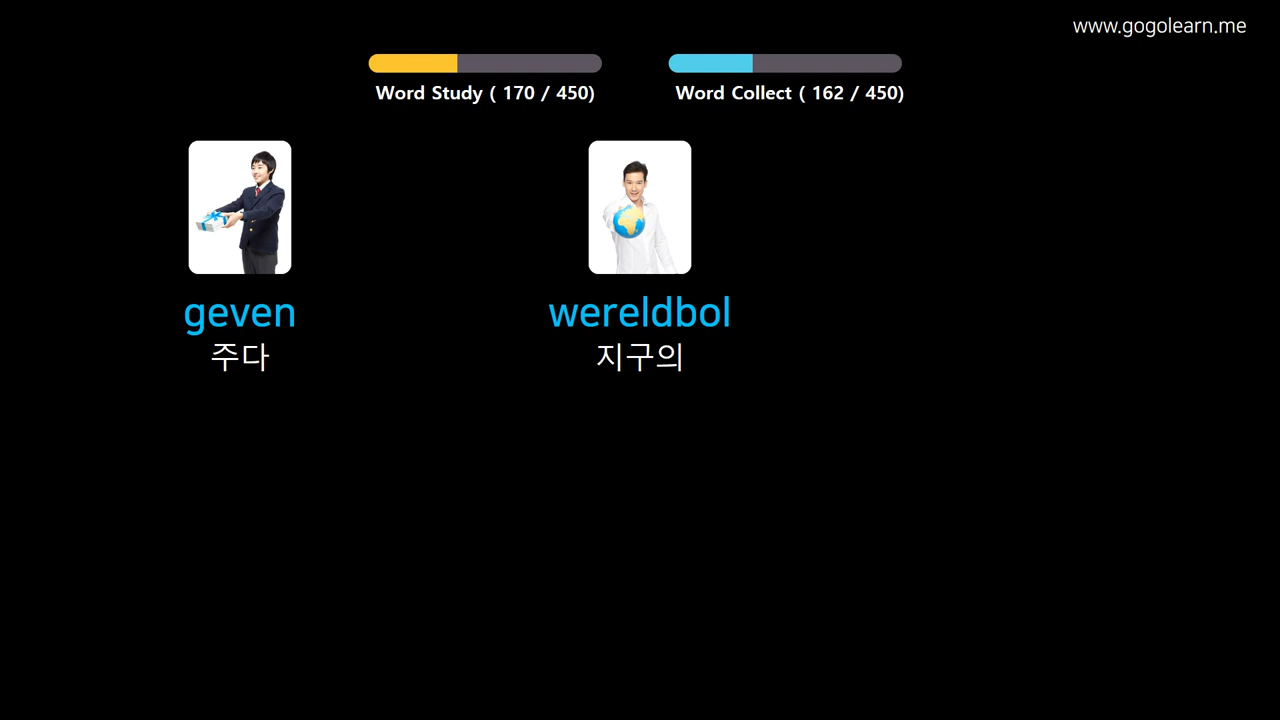 www.gogolearn.me
Word Study ( 170 / 450)
Word Collect ( 162 / 450)
geven
주다
wereldbol
지구의